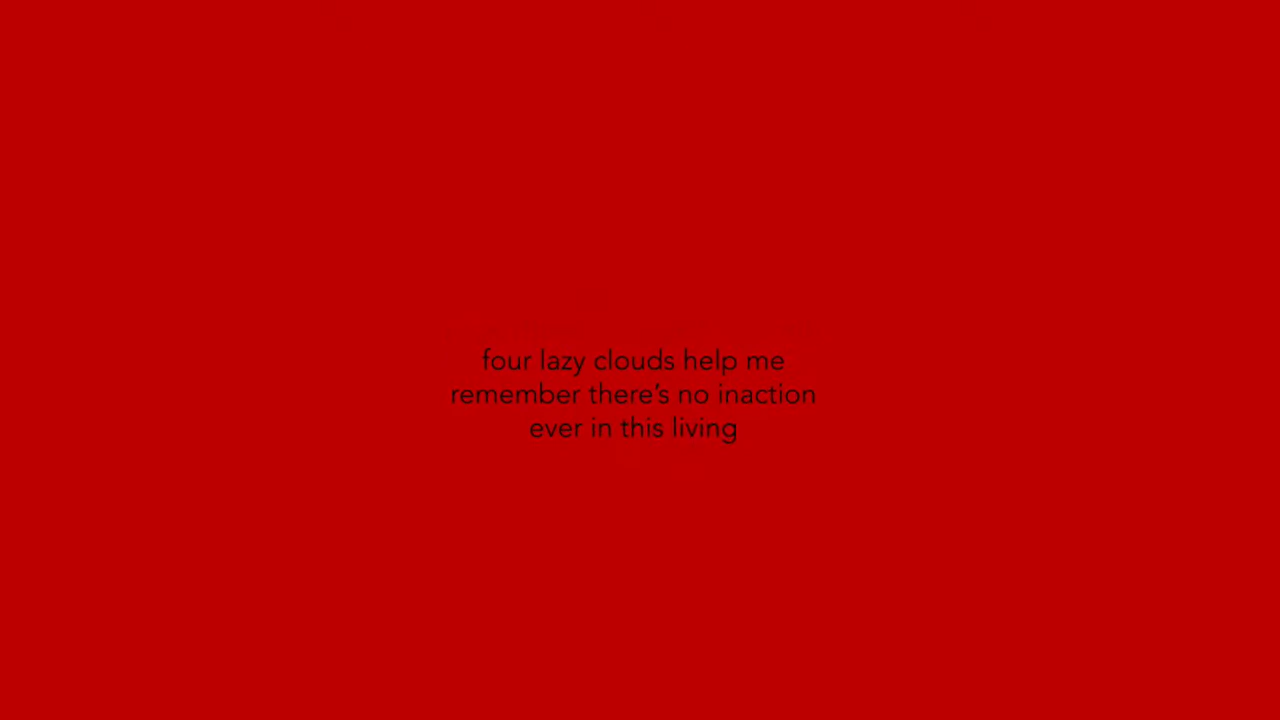 four lazy clouds help me
remember there’s no inaction
ever in this living